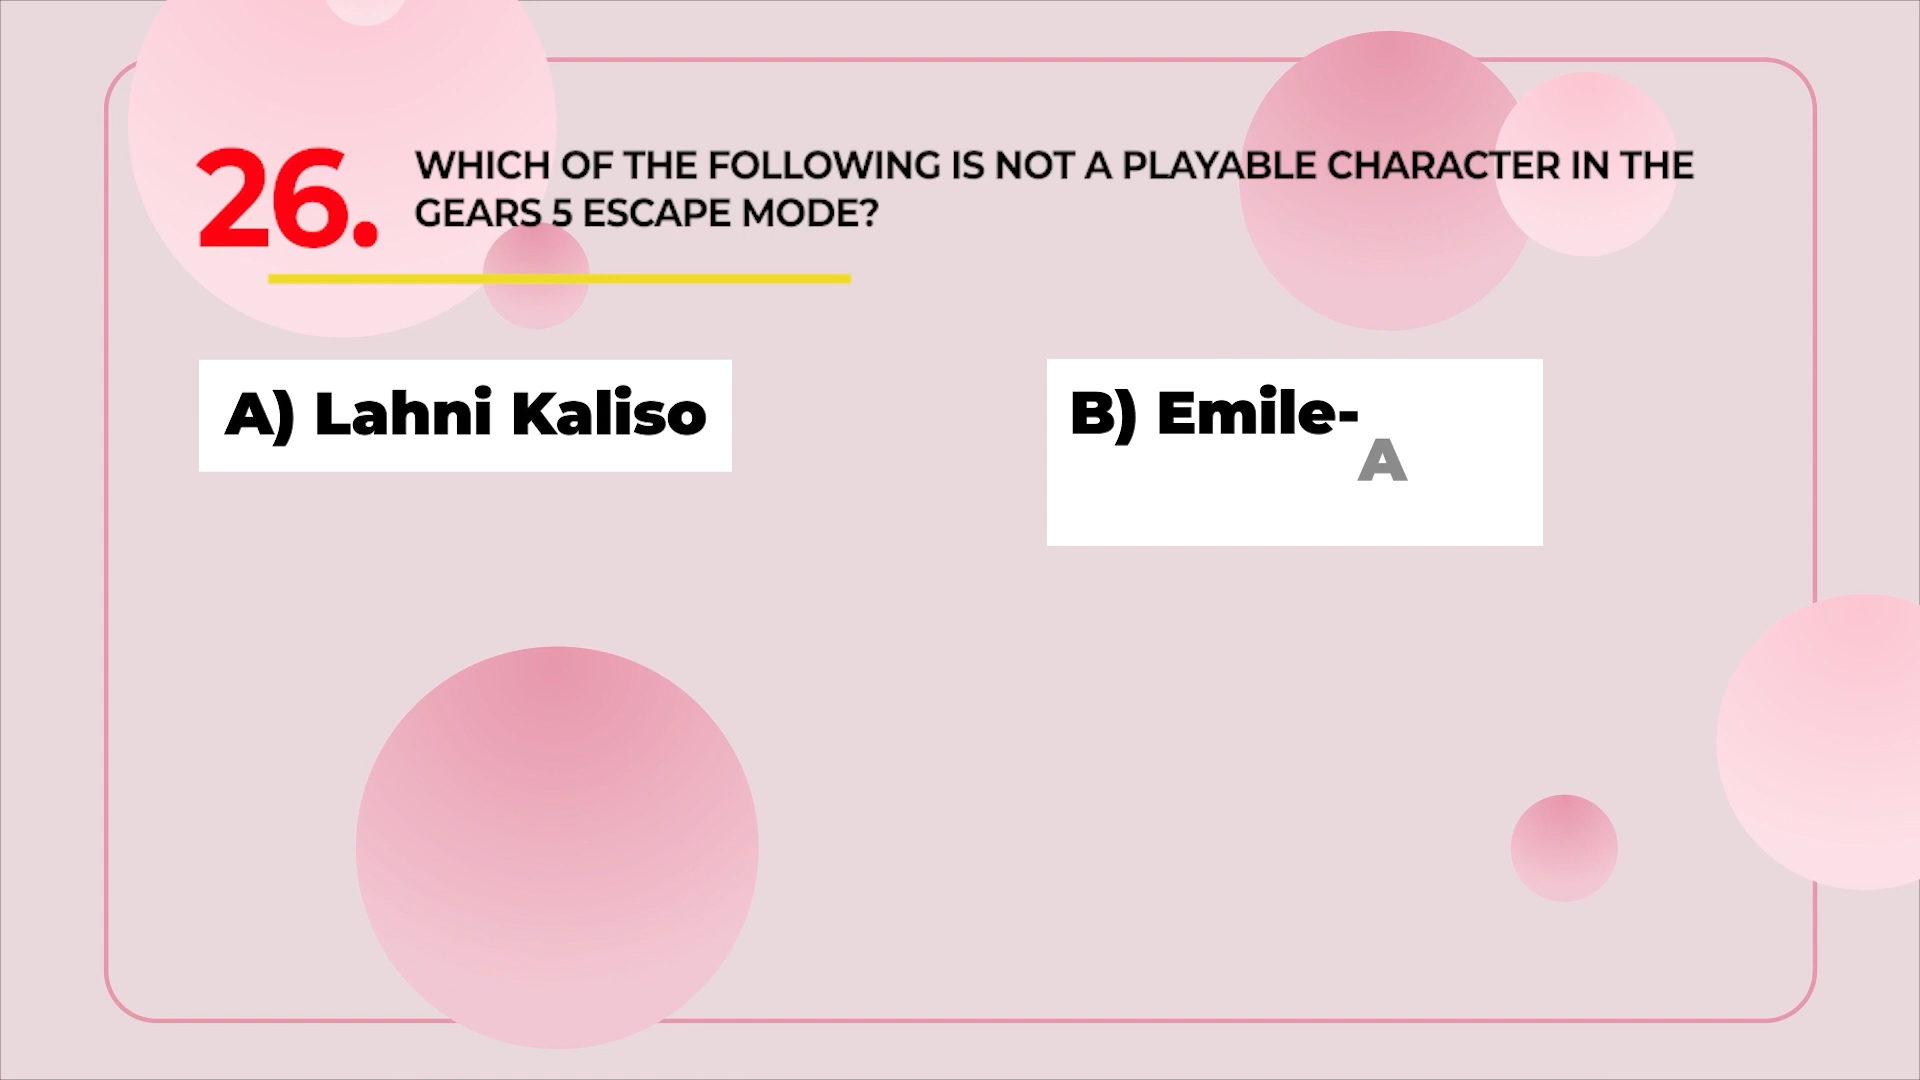 26.
WHICH OF THE FOLLOWING IS NOT A PLAYABLE CHARACTER IN THE
GEARS 5 ESCAPE MODE?
A) Lahni Kaliso
B) Emile-A